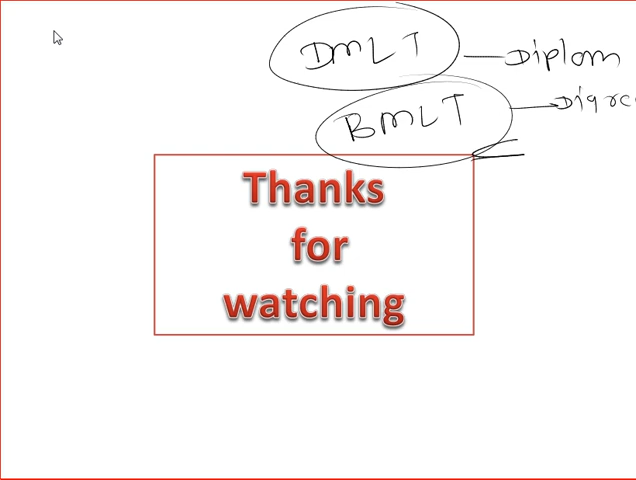 DMLT — Diplom
BMLT —
Thanks
for
watching